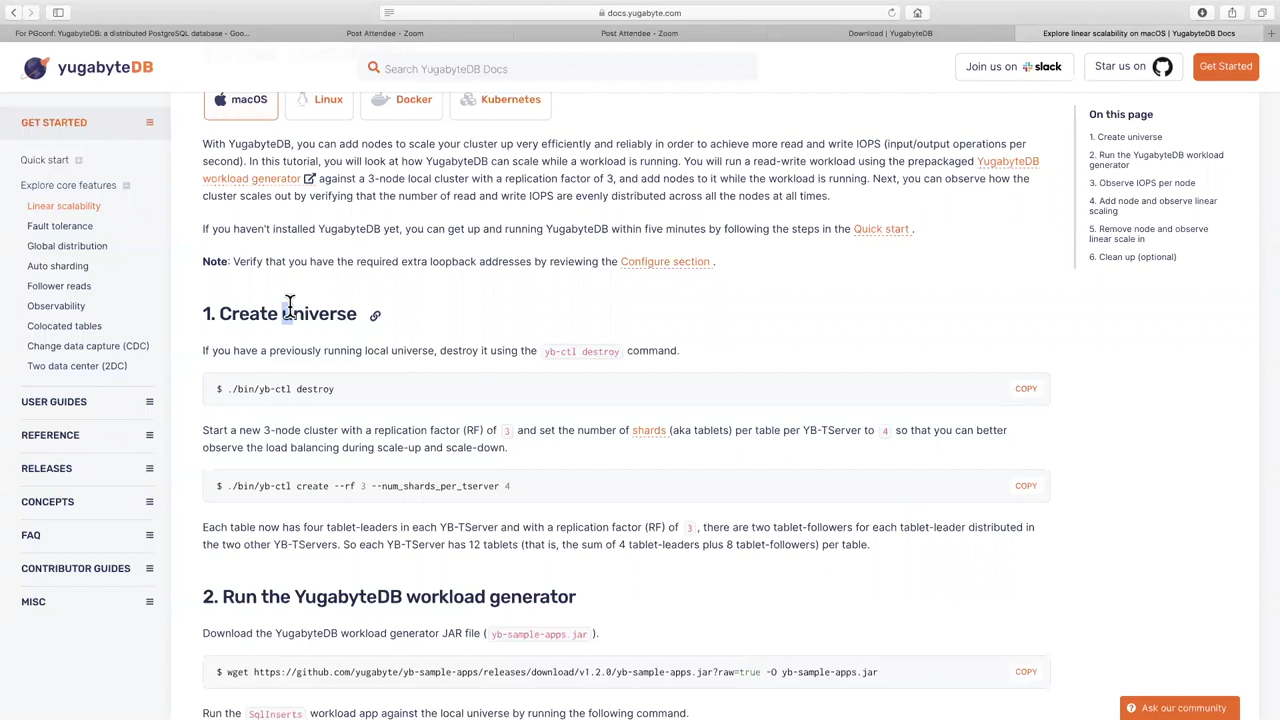 docs.yugabyte.com
For PGconf: YugabyteDB: a distributed PostgreSQL database - Goo...
Post Attendee - Zoom
Post Attendee - Zoom
Download | YugabyteDB
Explore linear scalability on macOS | YugabyteDB Docs
yugabyteDB
Search YugabyteDB Docs
Join us on slack
Star us on
Get Started
GET STARTED
Quick start
Explore core features
Linear scalability
Fault tolerance
Global distribution
Auto sharding
Follower reads
Observability
Colocated tables
Change data capture (CDC)
Two data center (2DC)
USER GUIDES
REFERENCE
RELEASES
CONCEPTS
FAQ
CONTRIBUTOR GUIDES
MISC
macOS
Linux
Docker
Kubernetes
With YugabyteDB, you can add nodes to scale your cluster up very efficiently and reliably in order to achieve more read and write IOPS (input/output operations per
second). In this tutorial, you will look at how YugabyteDB can scale while a workload is running. You will run a read-write workload using the prepackaged YugabyteDB
workload generator against a 3-node local cluster with a replication factor of 3, and add nodes to it while the workload is running. Next, you can observe how the
cluster scales out by verifying that the number of read and write IOPS are evenly distributed across all the nodes at all times.
If you haven't installed YugabyteDB yet, you can get up and running YugabyteDB within five minutes by following the steps in the Quick start .
Note: Verify that you have the required extra loopback addresses by reviewing the Configure section .
1. Create universe
If you have a previously running local universe, destroy it using the yb-ctl destroy command.
$ ./bin/yb-ctl destroy
COPY
Start a new 3-node cluster with a replication factor (RF) of 3 and set the number of shards (aka tablets) per table per YB-TServer to 4 so that you can better
observe the load balancing during scale-up and scale-down.
$ ./bin/yb-ctl create --rf 3 --num_shards_per_tserver 4
COPY
Each table now has four tablet-leaders in each YB-TServer and with a replication factor (RF) of 3, there are two tablet-followers for each tablet-leader distributed in
the two other YB-TServers. So each YB-TServer has 12 tablets (that is, the sum of 4 tablet-leaders plus 8 tablet-followers) per table.
2. Run the YugabyteDB workload generator
Download the YugabyteDB workload generator JAR file ( yb-sample-apps.jar ).
$ wget https://github.com/yugabyte/yb-sample-apps/releases/download/v1.2.0/yb-sample-apps.jar?raw=true -O yb-sample-apps.jar
COPY
Run the SqlInserts workload app against the local universe by running the following command.
On this page
1. Create universe
2. Run the YugabyteDB workload
generator
3. Observe IOPS per node
4. Add node and observe linear
scaling
5. Remove node and observe
linear scale in
6. Clean up (optional)
Ask our community